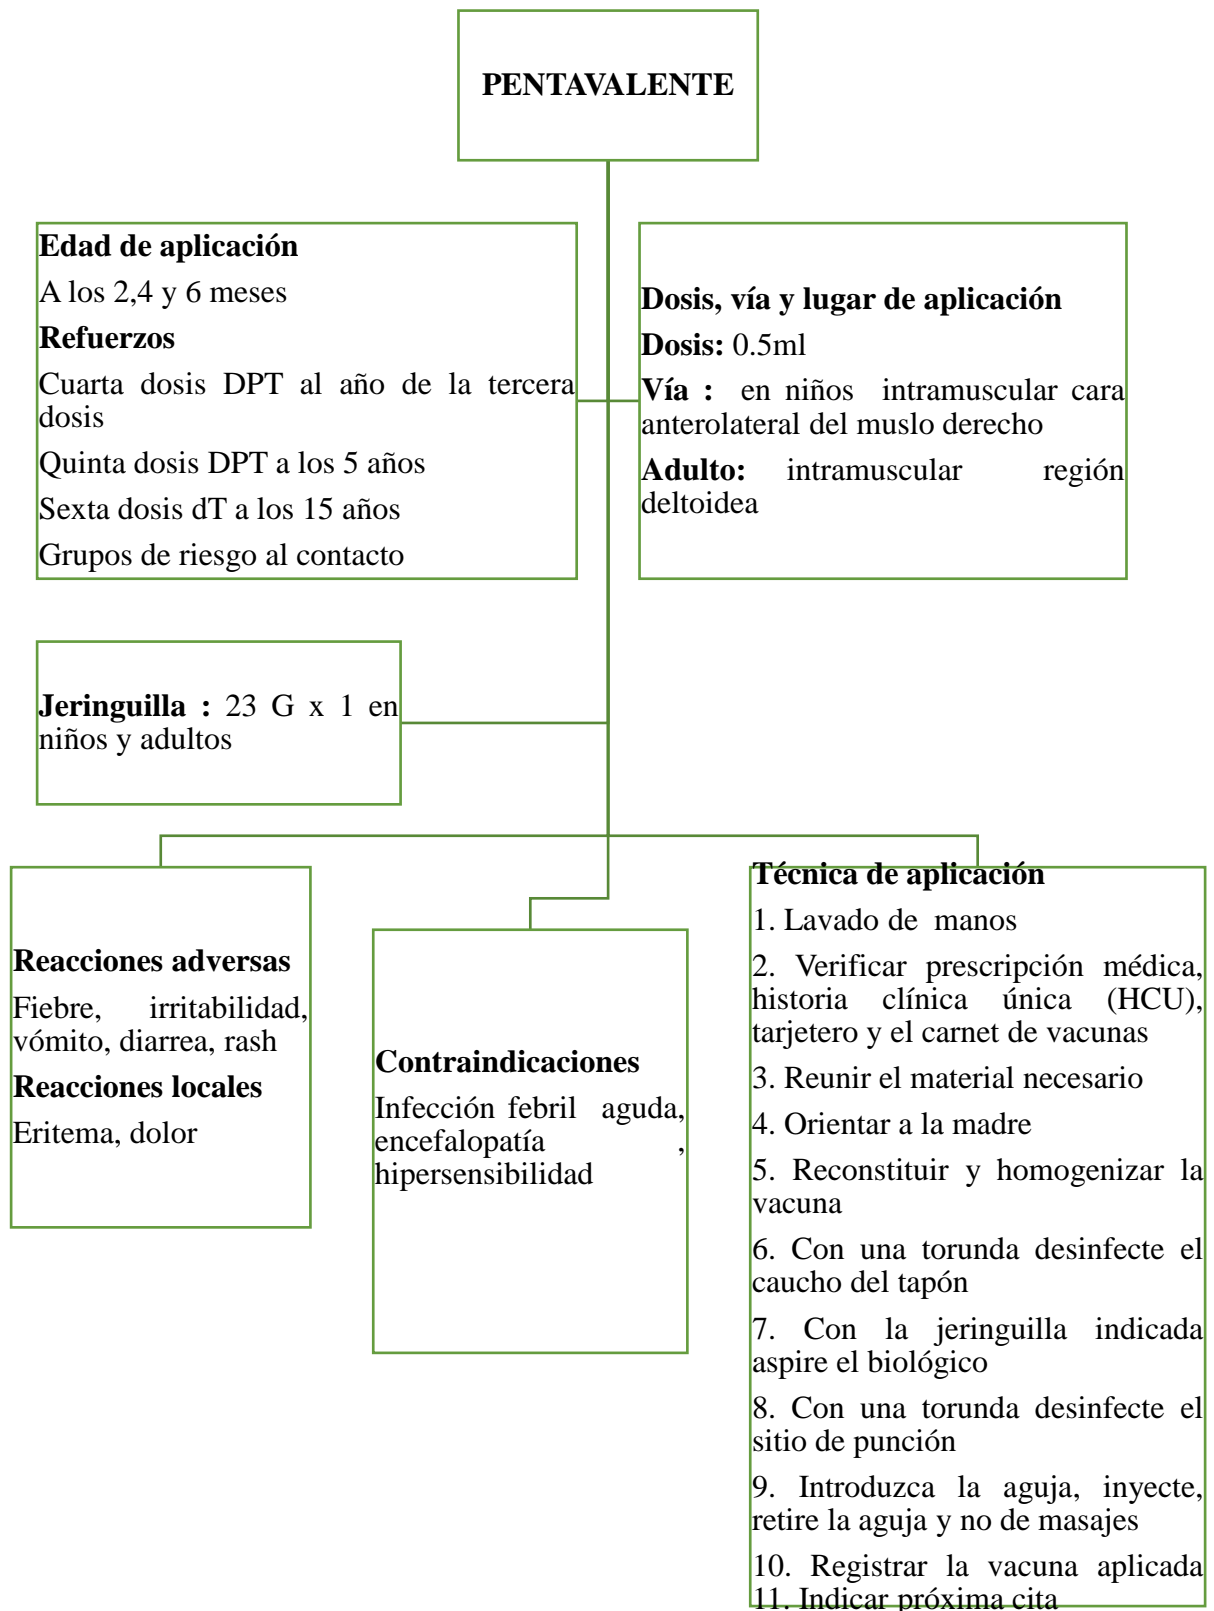 PENTAVALENTE
Edad de aplicación
A los 2,4 y 6 meses
Refuerzos
Cuarta dosis DPT al año de la tercera
dosis
Quinta dosis DPT a los 5 años
Sexta dosis dT a los 15 años
Grupos de riesgo al contacto
Dosis, vía y lugar de aplicación
Dosis: 0.5ml
Vía : en niños intramuscular cara
anterolateral del muslo derecho
Adulto: intramuscular región
deltoidea
Jeringuilla : 23 G x 1 en
niños y adultos
Reacciones adversas
Fiebre, irritabilidad,
vómito, diarrea, rash
Reacciones locales
Eritema, dolor
Contraindicaciones
Infección febril aguda,
encefalopatía ,
hipersensibilidad
Técnica de aplicación
1. Lavado de manos
2. Verificar prescripción médica,
historia clínica única (HCU),
tarjetero y el carnet de vacunas
3. Reunir el material necesario
4. Orientar a la madre
5. Reconstituir y homogenizar la
vacuna
6. Con una torunda desinfecte el
caucho del tapón
7. Con la jeringuilla indicada
aspire el biológico
8. Con una torunda desinfecte el
sitio de punción
9. Introduzca la aguja, inyecte,
retire la aguja y no de masajes
10. Registrar la vacuna aplicada
11. Indicar próxima cita